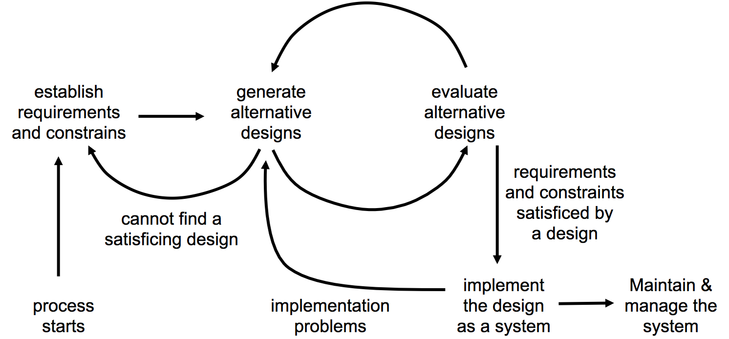 establish
requirements
and constrains
generate
alternative
designs
evaluate
alternative
designs
cannot find a
satisficing design
requirements
and constraints
satisficed by
a design
process
starts
implementation
problems
implement
the design
as a system
Maintain &
manage the
system